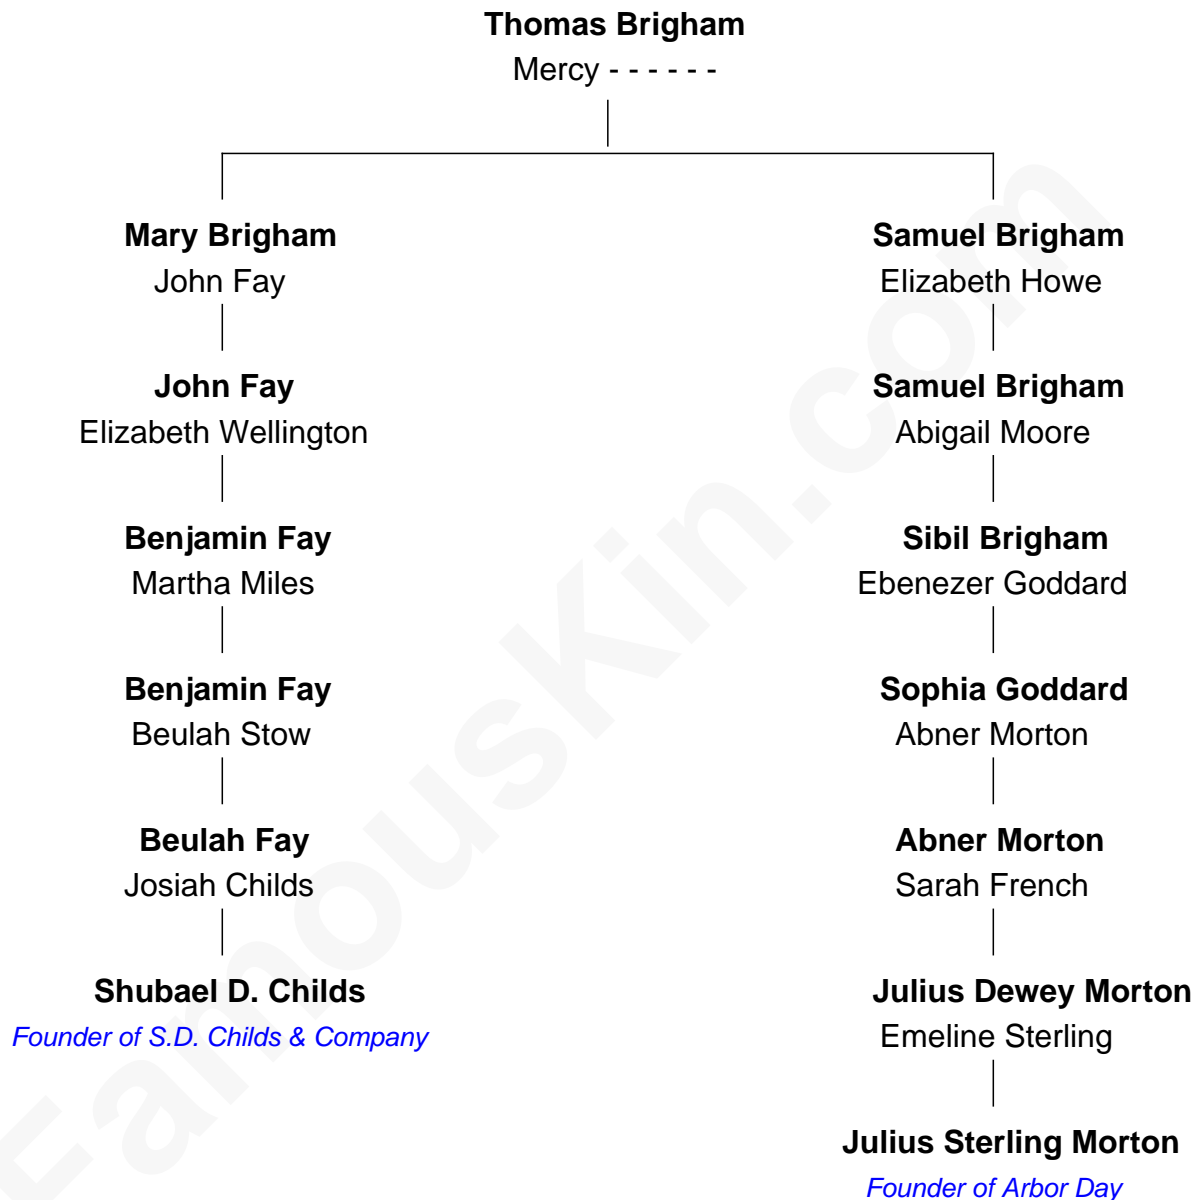 Thomas Brigham
Mercy - - - - - -
Mary Brigham
John Fay
John Fay
Elizabeth Wellington
Benjamin Fay
Martha Miles
Benjamin Fay
Beulah Stow
Beulah Fay
Josiah Childs
Shubael D. Childs
Founder of S.D. Childs & Company
Samuel Brigham
Elizabeth Howe
Samuel Brigham
Abigail Moore
Sibil Brigham
Ebenezer Goddard
Sophia Goddard
Abner Morton
Abner Morton
Sarah French
Julius Dewey Morton
Emeline Sterling
Julius Sterling Morton
Founder of Arbor Day
FamousKin.com